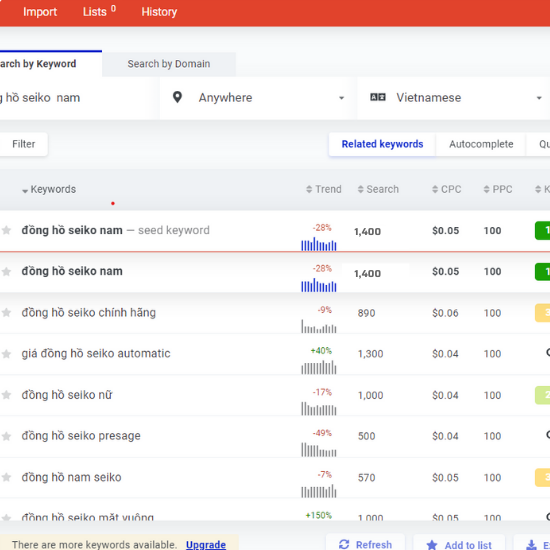 Import Lists 0 History
arch by Keyword Search by Domain
hồ seiko nam Anywhere Vietnamese
Filter Related keywords Autocomplete
Keywords Trend Search CPC PPC
đồng hồ seiko nam — seed keyword -28% 1,400 $0.05 100
đồng hồ seiko nam -28% 1,400 $0.05 100
đồng hồ seiko chính hãng -9% 890 $0.06 100
giá đồng hồ seiko automatic +40% 1,300 $0.04 100
đồng hồ seiko nữ -17% 1,000 $0.04 100
đồng hồ seiko presage -49% 500 $0.04 100
đồng hồ nam seiko -7% 570 $0.05 100
đồng hồ seiko mặt vuông +150% 1,000 $0.05 100
There are more keywords available. Upgrade Refresh Add to list